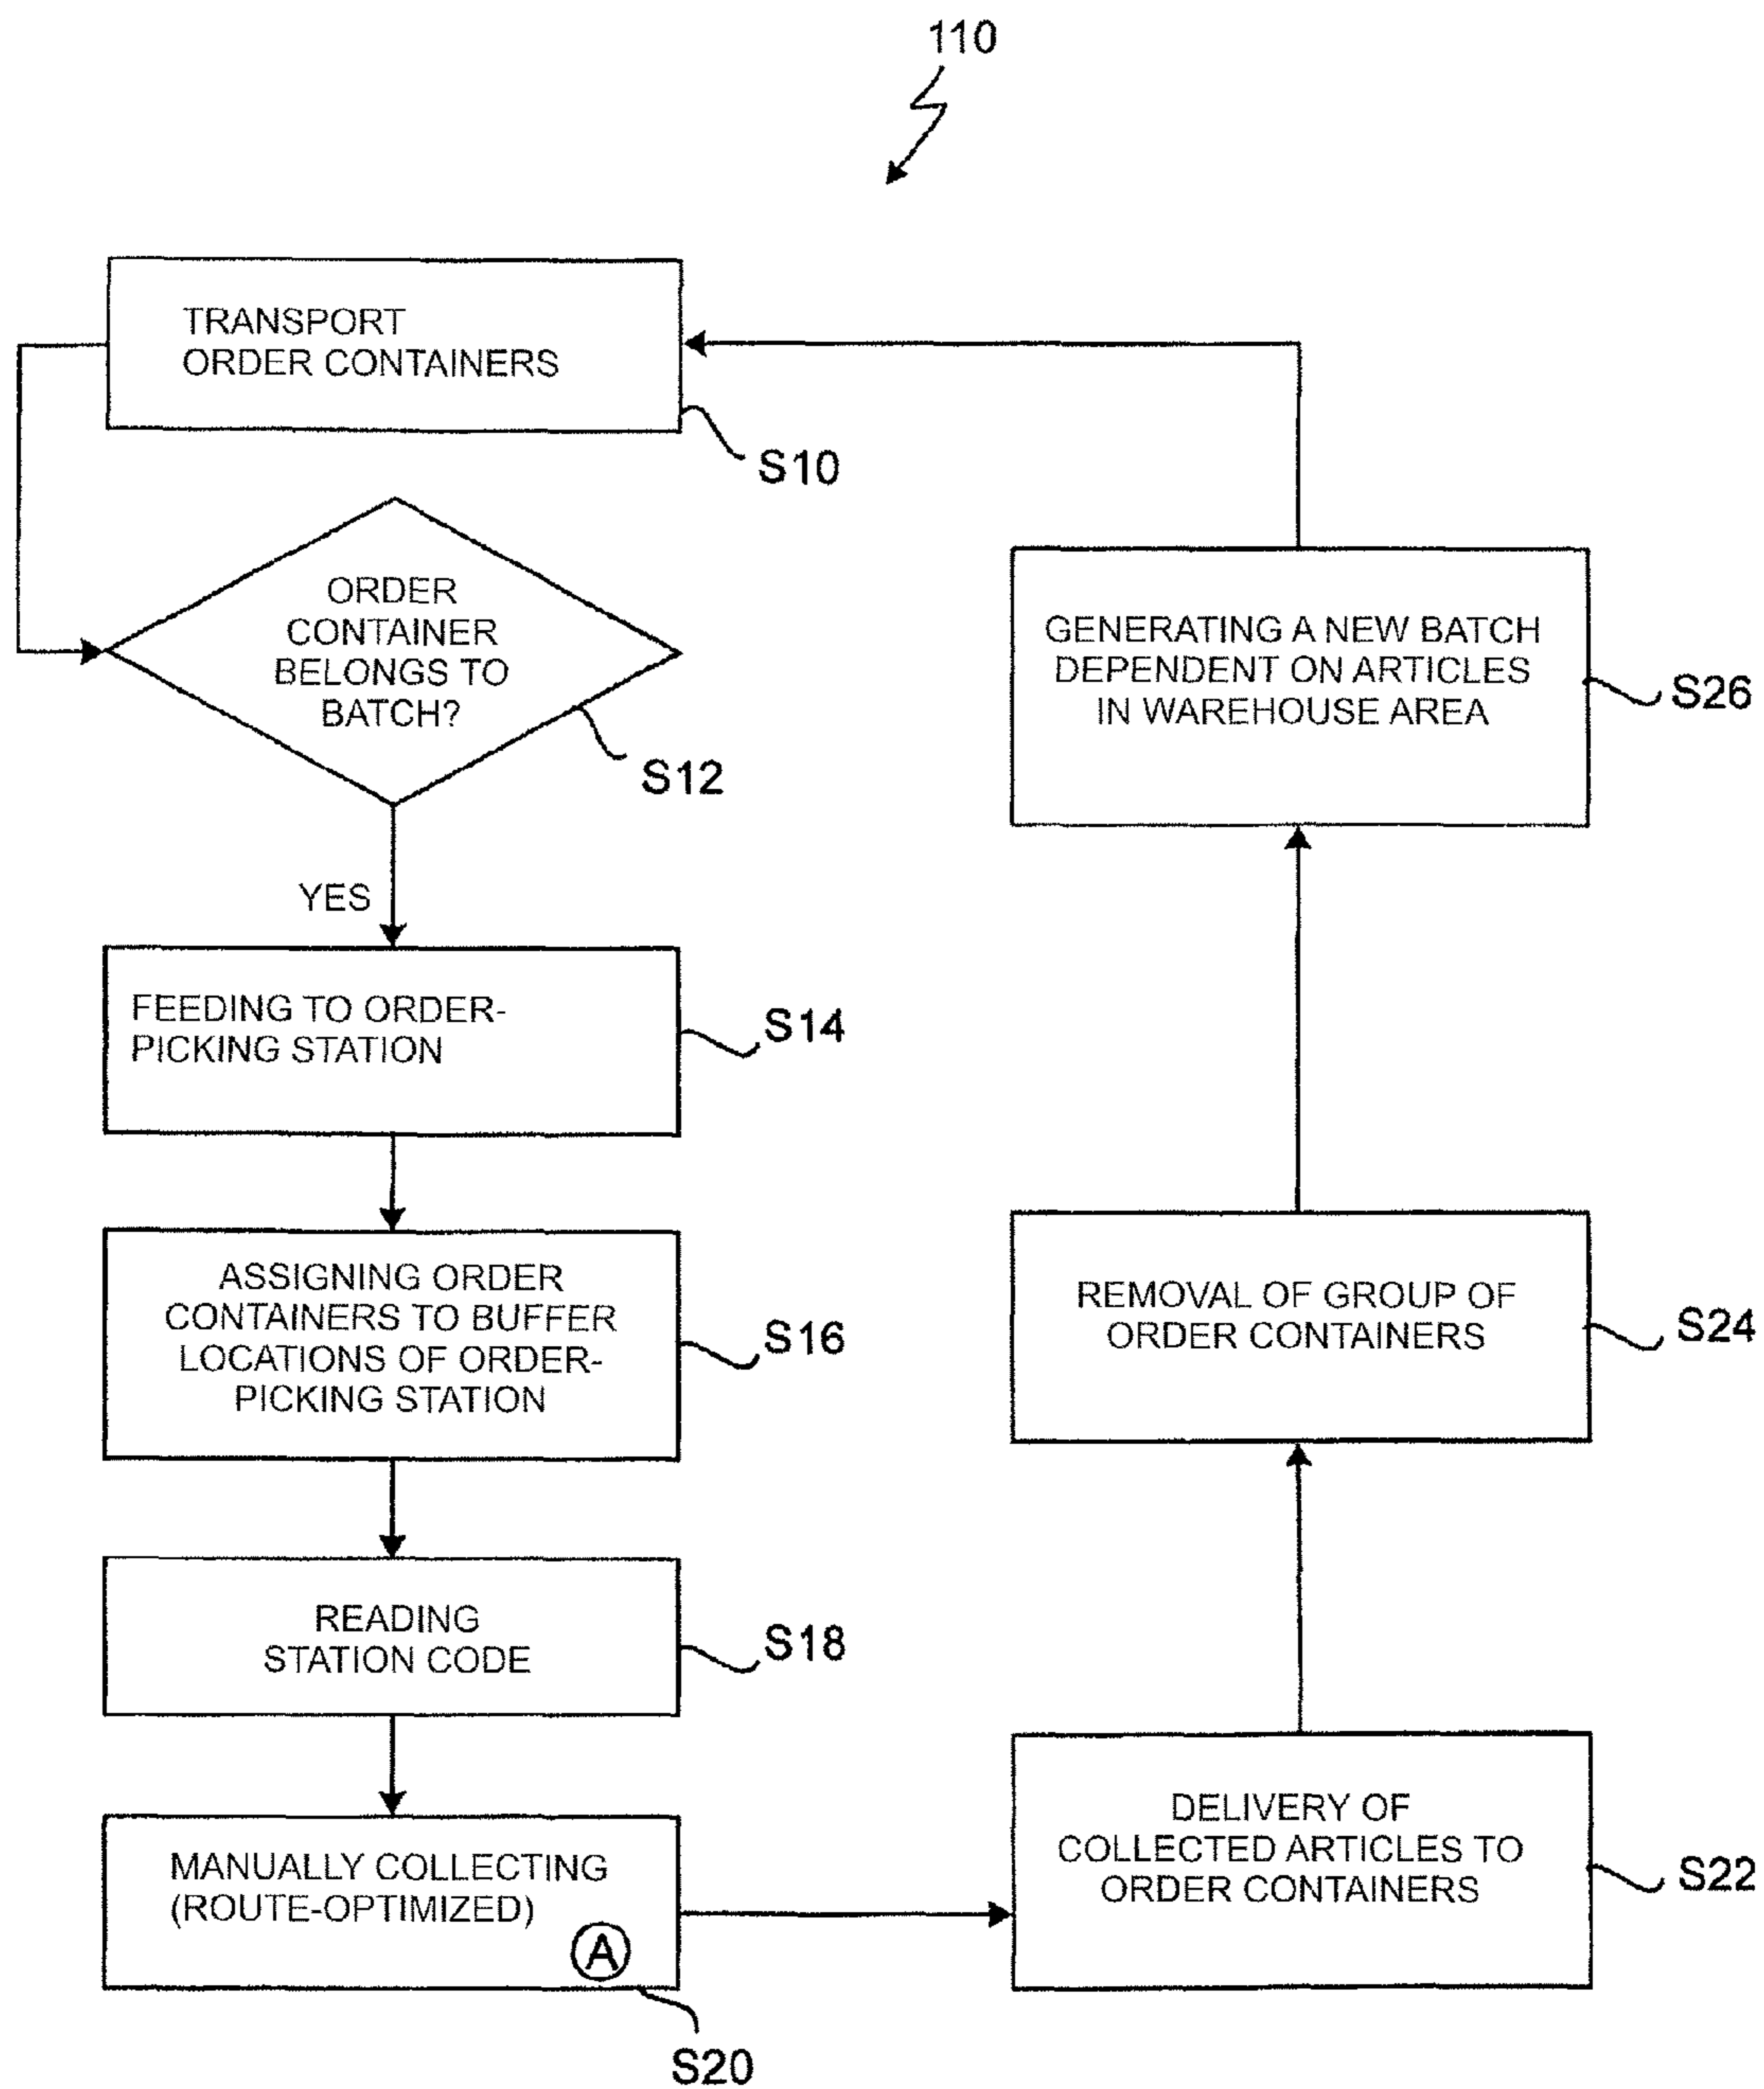 110
TRANSPORT
ORDER CONTAINERS
S10
ORDER
CONTAINER
BELONGS TO
BATCH?
S12
YES
FEEDING TO ORDER-
PICKING STATION
S14
ASSIGNING ORDER
CONTAINERS TO BUFFER
LOCATIONS OF ORDER-
PICKING STATION
S16
READING
STATION CODE
S18
MANUALLY COLLECTING
(ROUTE-OPTIMIZED)
A
S20
DELIVERY OF
COLLECTED ARTICLES TO
ORDER CONTAINERS
S22
REMOVAL OF GROUP OF
ORDER CONTAINERS
S24
GENERATING A NEW BATCH
DEPENDENT ON ARTICLES
IN WAREHOUSE AREA
S26